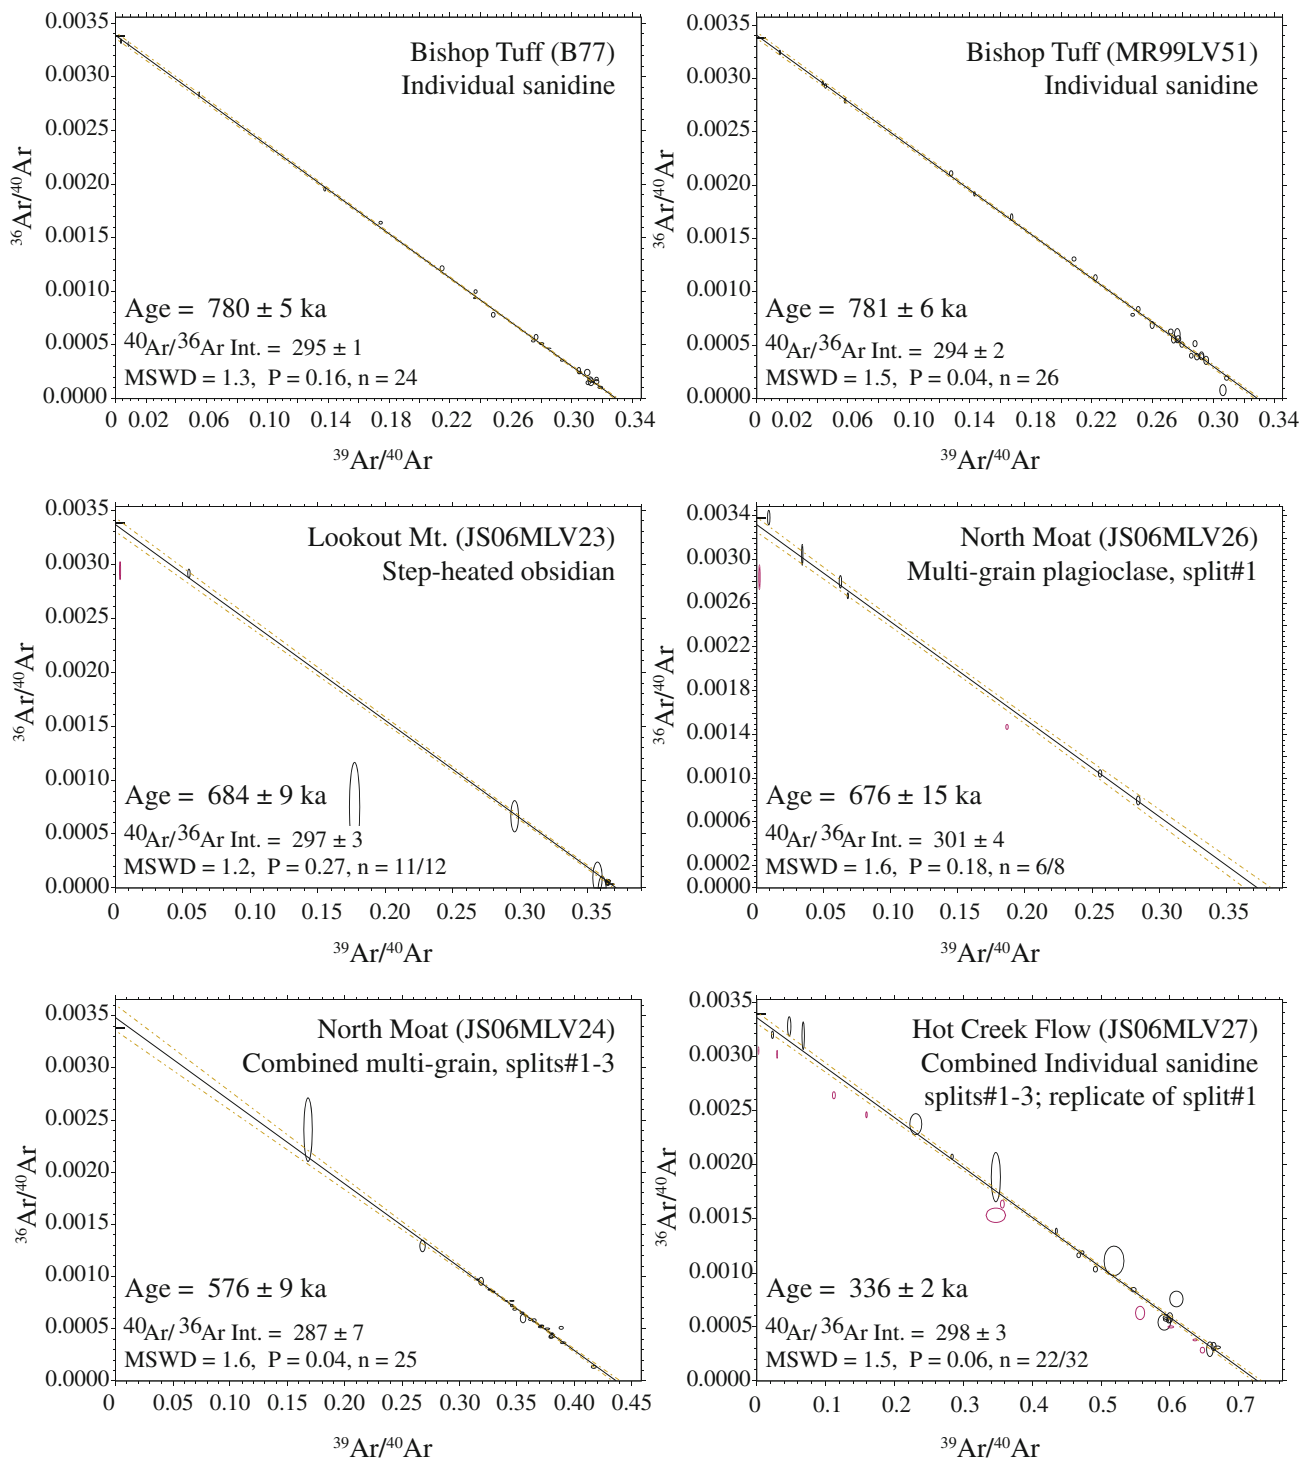 Bishop Tuff (B77)
Individual sanidine
Age = 780 ± 5 ka
40Ar/36Ar Int. = 295 ± 1
MSWD = 1.3, P = 0.16, n = 24
36Ar/40Ar
0.0035
0.0030
0.0025
0.0020
0.0015
0.0010
0.0005
0.0000
0 0.02 0.06 0.10 0.14 0.18 0.22 0.26 0.30 0.34
39Ar/40Ar
Bishop Tuff (MR99LV51)
Individual sanidine
Age = 781 ± 6 ka
40Ar/36Ar Int. = 294 ± 2
MSWD = 1.5, P = 0.04, n = 26
36Ar/40Ar
0.0035
0.0030
0.0025
0.0020
0.0015
0.0010
0.0005
0.0000
0 0.02 0.06 0.10 0.14 0.18 0.22 0.26 0.30 0.34
39Ar/40Ar
Lookout Mt. (JS06MLV23)
Step-heated obsidian
Age = 684 ± 9 ka
40Ar/36Ar Int. = 297 ± 3
MSWD = 1.2, P = 0.27, n = 11/12
36Ar/40Ar
0.0035
0.0030
0.0025
0.0020
0.0015
0.0010
0.0005
0.0000
0 0.05 0.10 0.15 0.20 0.25 0.30 0.35
39Ar/40Ar
North Moat (JS06MLV26)
Multi-grain plagioclase, split#1
Age = 676 ± 15 ka
40Ar/36Ar Int. = 301 ± 4
MSWD = 1.6, P = 0.18, n = 6/8
36Ar/40Ar
0.0034
0.0030
0.0026
0.0022
0.0018
0.0014
0.0010
0.0006
0.0002
0.0000
0 0.05 0.10 0.15 0.20 0.25 0.30 0.35
39Ar/40Ar
North Moat (JS06MLV24)
Combined multi-grain, splits#1-3
Age = 576 ± 9 ka
40Ar/36Ar Int. = 287 ± 7
MSWD = 1.6, P = 0.04, n = 25
36Ar/40Ar
0.0035
0.0030
0.0025
0.0020
0.0015
0.0010
0.0005
0.0000
0 0.05 0.10 0.15 0.20 0.25 0.30 0.35 0.40 0.45
39Ar/40Ar
Hot Creek Flow (JS06MLV27)
Combined Individual sanidine
splits#1-3; replicate of split#1
Age = 336 ± 2 ka
40Ar/36Ar Int. = 298 ± 3
MSWD = 1.5, P = 0.06, n = 22/32
36Ar/40Ar
0.0035
0.0030
0.0025
0.0020
0.0015
0.0010
0.0005
0.0000
0 0.1 0.2 0.3 0.4 0.5 0.6 0.7
39Ar/40Ar